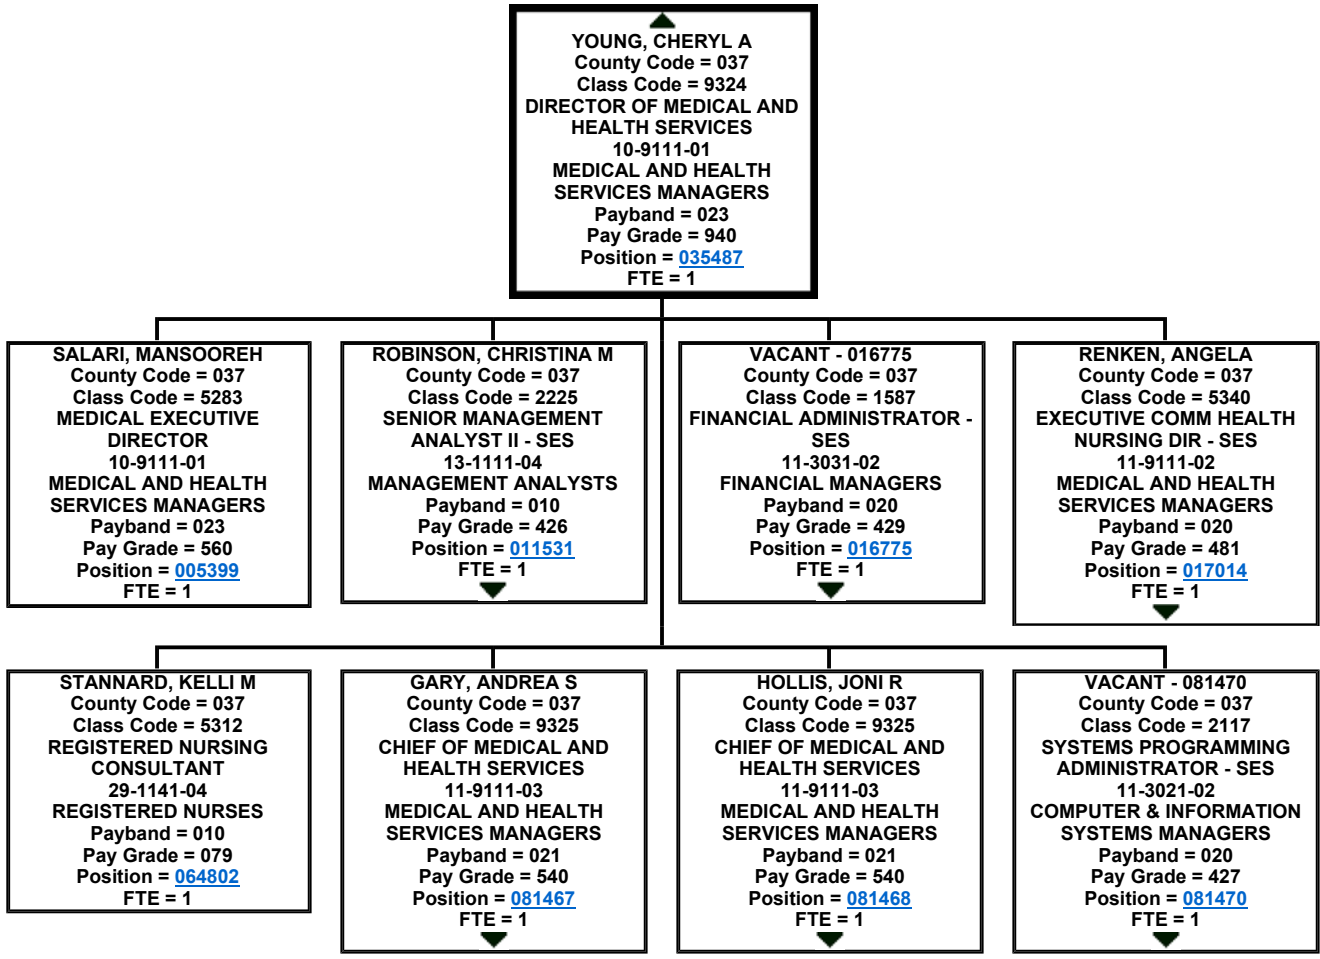 YOUNG, CHERYL A
County Code = 037
Class Code = 9324
DIRECTOR OF MEDICAL AND
HEALTH SERVICES
10-9111-01
MEDICAL AND HEALTH
SERVICES MANAGERS
Payband = 023
Pay Grade = 940
Position = 035487
FTE = 1
SALARI, MANSOOREH
County Code = 037
Class Code = 5283
MEDICAL EXECUTIVE
DIRECTOR
10-9111-01
MEDICAL AND HEALTH
SERVICES MANAGERS
Payband = 023
Pay Grade = 560
Position = 005399
FTE = 1
ROBINSON, CHRISTINA M
County Code = 037
Class Code = 2225
SENIOR MANAGEMENT
ANALYST II - SES
13-1111-04
MANAGEMENT ANALYSTS
Payband = 010
Pay Grade = 426
Position = 011531
FTE = 1
VACANT - 016775
County Code = 037
Class Code = 1587
FINANCIAL ADMINISTRATOR -
SES
11-3031-02
FINANCIAL MANAGERS
Payband = 020
Pay Grade = 429
Position = 016775
FTE = 1
RENKEN, ANGELA
County Code = 037
Class Code = 5340
EXECUTIVE COMM HEALTH
NURSING DIR - SES
11-9111-02
MEDICAL AND HEALTH
SERVICES MANAGERS
Payband = 020
Pay Grade = 481
Position = 017014
FTE = 1
STANNARD, KELLI M
County Code = 037
Class Code = 5312
REGISTERED NURSING
CONSULTANT
29-1141-04
REGISTERED NURSES
Payband = 010
Pay Grade = 079
Position = 064802
FTE = 1
GARY, ANDREA S
County Code = 037
Class Code = 9325
CHIEF OF MEDICAL AND
HEALTH SERVICES
11-9111-03
MEDICAL AND HEALTH
SERVICES MANAGERS
Payband = 021
Pay Grade = 540
Position = 081467
FTE = 1
HOLLIS, JONI R
County Code = 037
Class Code = 9325
CHIEF OF MEDICAL AND
HEALTH SERVICES
11-9111-03
MEDICAL AND HEALTH
SERVICES MANAGERS
Payband = 021
Pay Grade = 540
Position = 081468
FTE = 1
VACANT - 081470
County Code = 037
Class Code = 2117
SYSTEMS PROGRAMMING
ADMINISTRATOR - SES
11-3021-02
COMPUTER & INFORMATION
SYSTEMS MANAGERS
Payband = 020
Pay Grade = 427
Position = 081470
FTE = 1